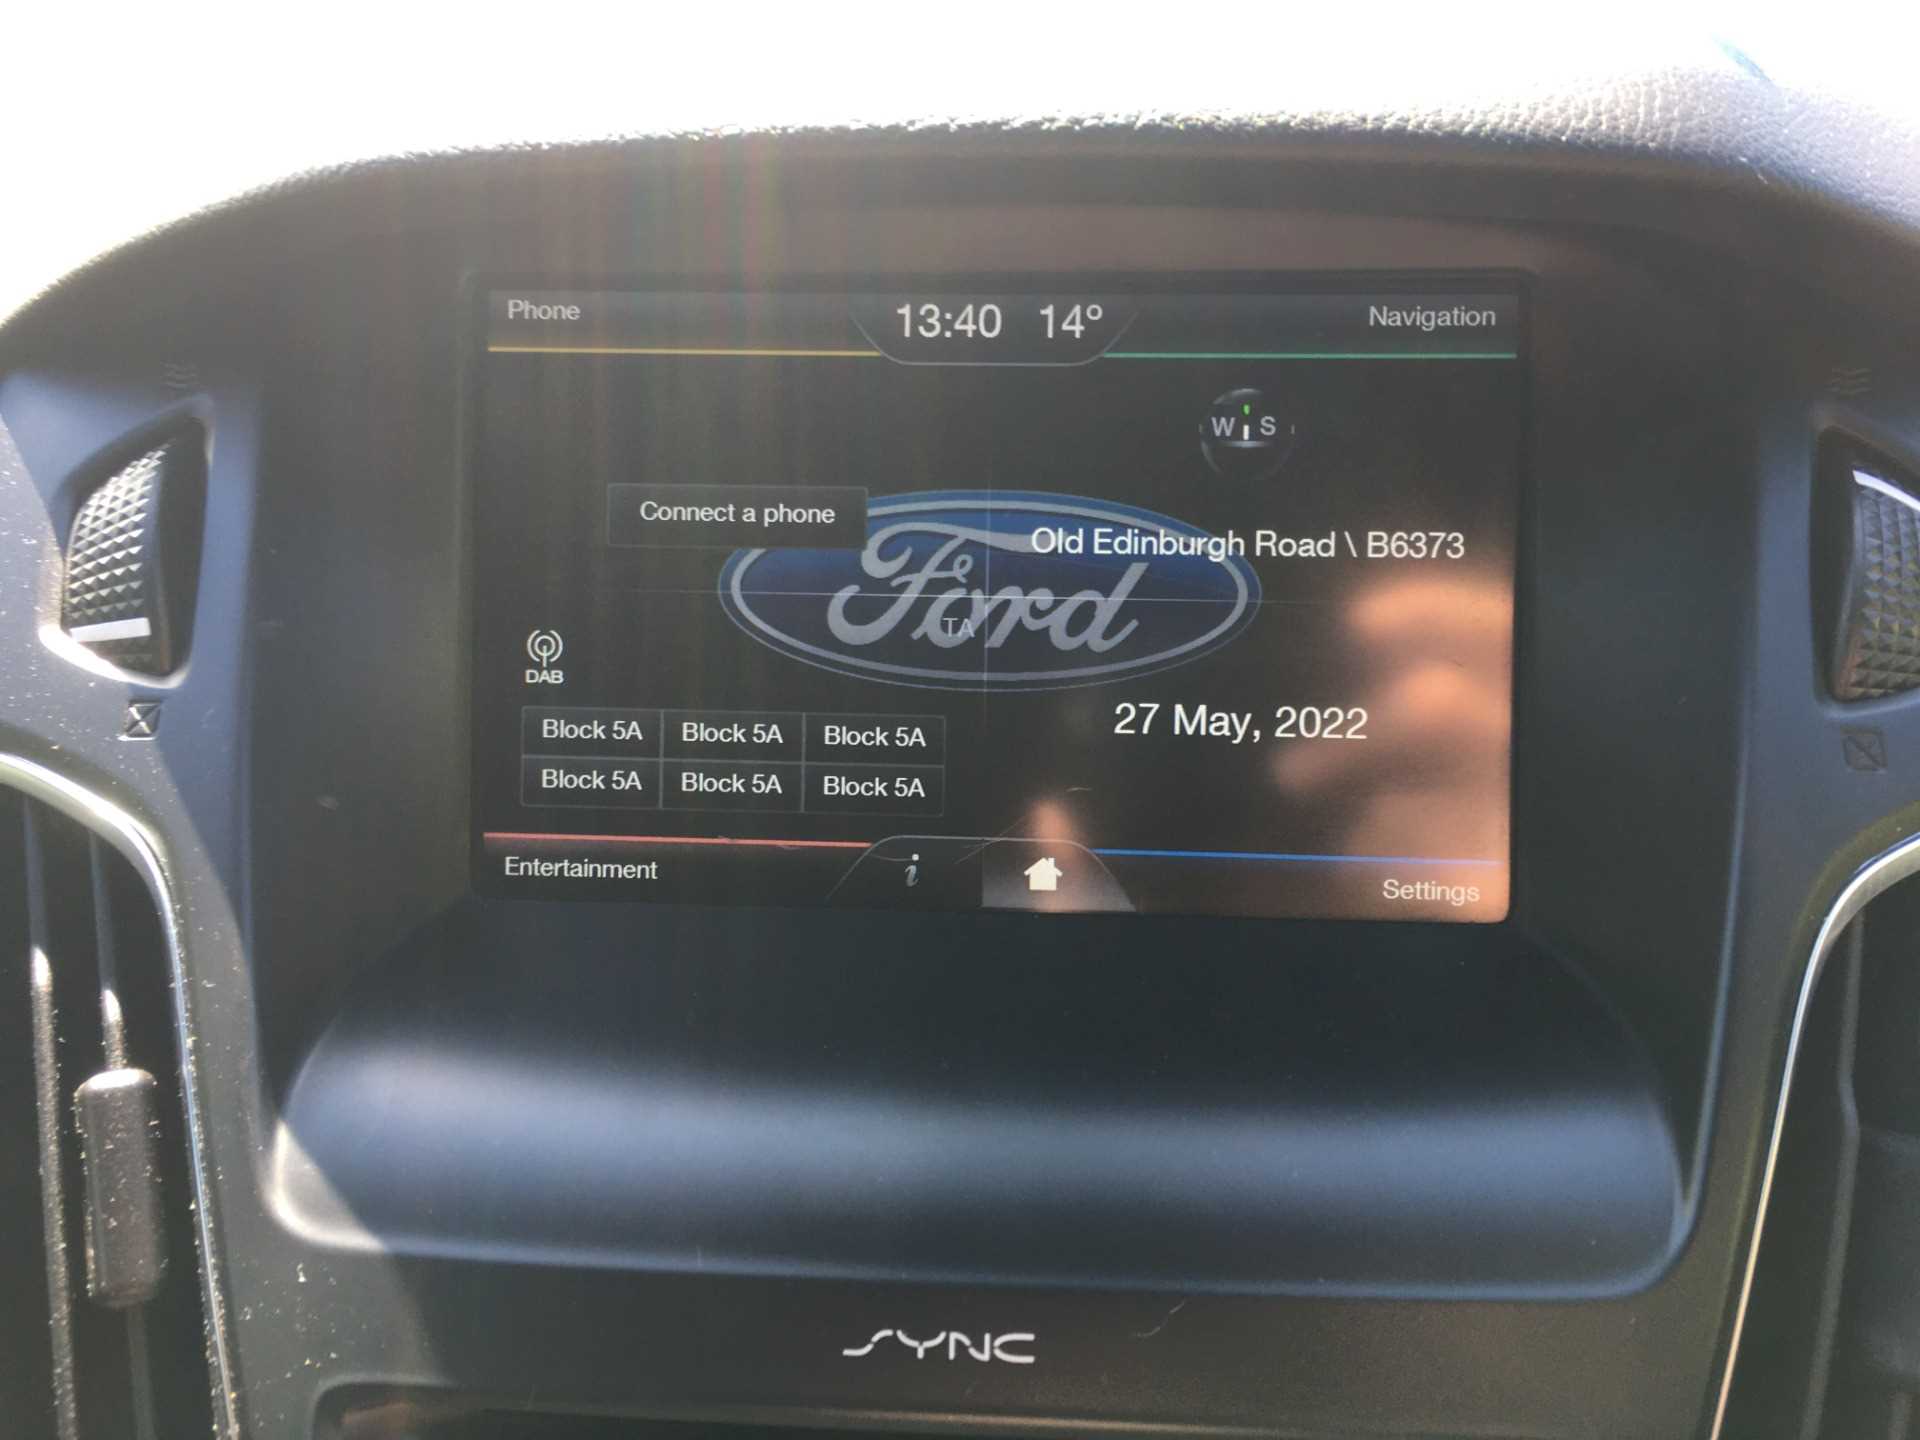 Phone
13:40 14°
Navigation
W S
Connect a phone
Old Edinburgh Road \ B6373
Ford
TA
DAB
27 May, 2022
Block 5A Block 5A Block 5A
Block 5A Block 5A Block 5A
Entertainment
i
Settings
SYNC